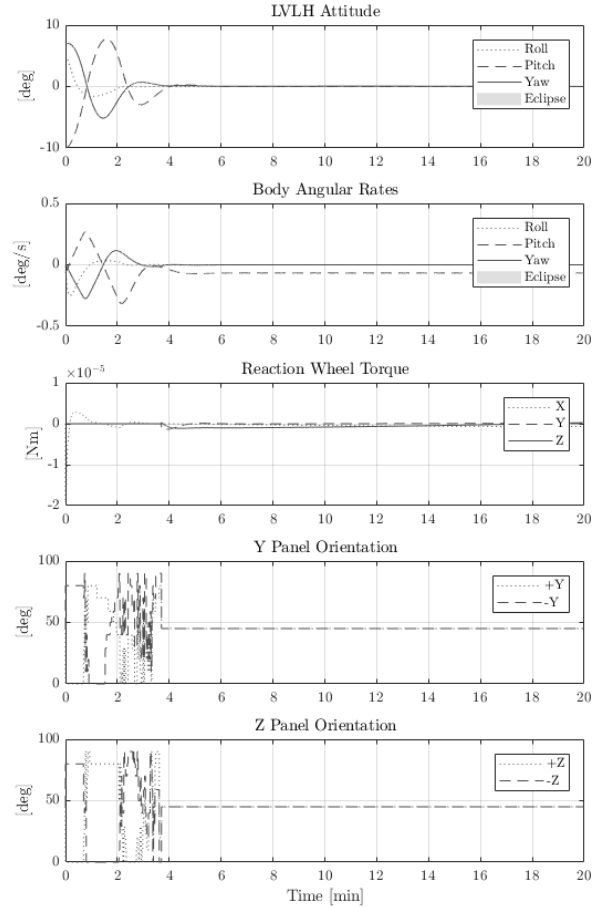 LVLH Attitude
10
0
-10
[deg]
Roll
Pitch
Yaw
Eclipse
0 2 4 6 8 10 12 14 16 18 20
Body Angular Rates
0.5
0
-0.5
[deg/s]
Roll
Pitch
Yaw
Eclipse
0 2 4 6 8 10 12 14 16 18 20
Reaction Wheel Torque
×10⁻⁵
1
0
-1
-2
[Nm]
X
Y
Z
0 2 4 6 8 10 12 14 16 18 20
Y Panel Orientation
100
50
0
[deg]
+Y
-Y
0 2 4 6 8 10 12 14 16 18 20
Z Panel Orientation
100
50
0
[deg]
+Z
-Z
0 2 4 6 8 10 12 14 16 18 20
Time [min]